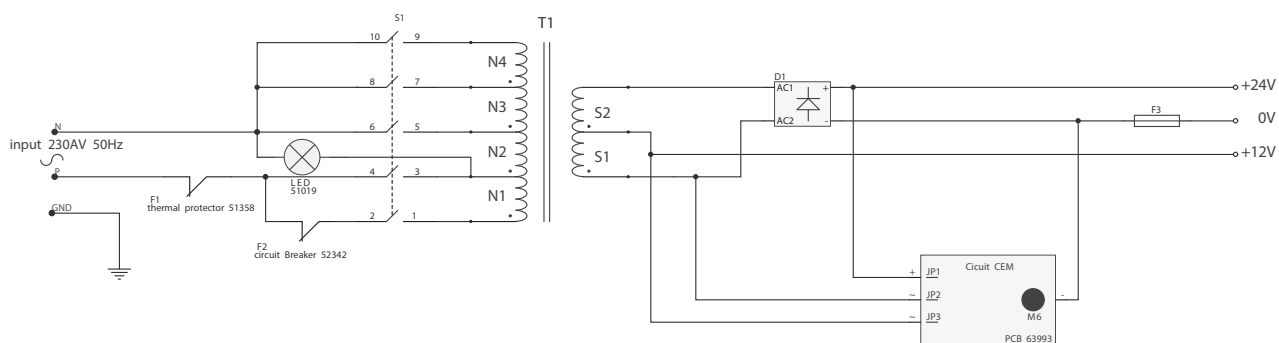 S1
T1
10 9
N4
8 7
N3
6 5
N
input 230AV 50Hz
N2
4 3
P
LED
51019
N1
F1
thermal protector 51358
GND
2 1
F2
circuit Breaker 52342
S2
S1
D1
AC1 +
AC2 -
+24V
F3
0V
+12V
Cicuit CEM
+ JP1
~ JP2
~ JP3
-
M6
PCB 63993